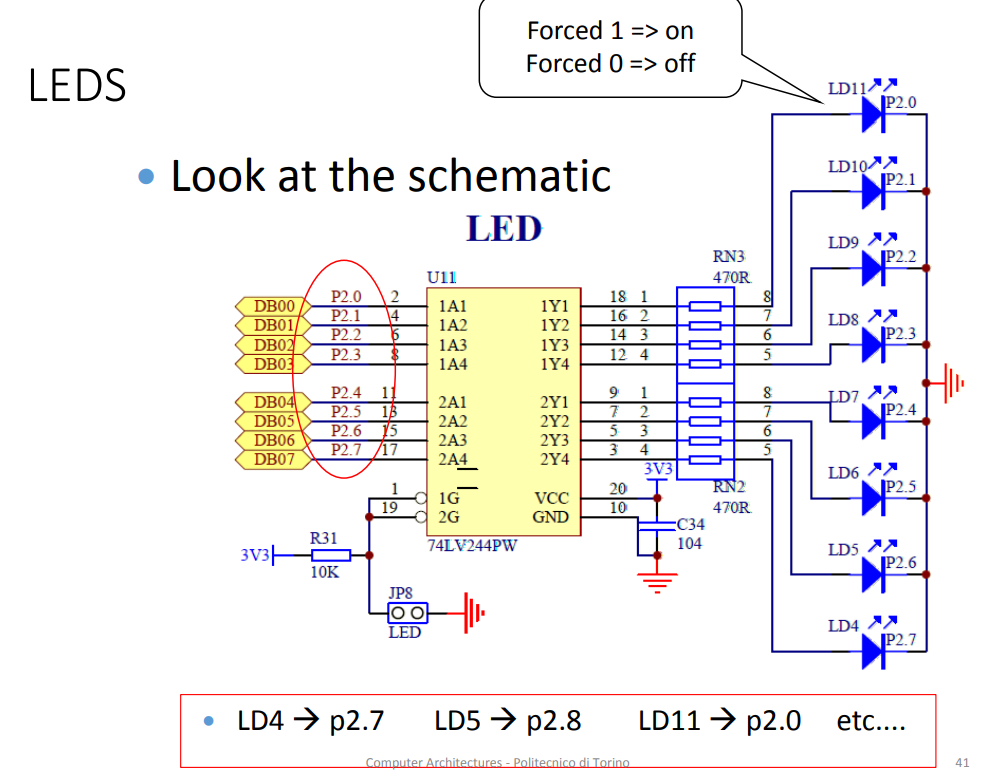 Forced 1 => on
Forced 0 => off
LEDS
• Look at the schematic
LED
LD11 P2.0
LD10 P2.1
LD9 P2.2
LD8 P2.3
LD7 P2.4
LD6 P2.5
LD5 P2.6
LD4 P2.7
U11
RN3
470R
DB00 P2.0 2 1A1 1Y1 18 1 8
DB01 P2.1 4 1A2 1Y2 16 2 7
DB02 P2.2 6 1A3 1Y3 14 3 6
DB03 P2.3 8 1A4 1Y4 12 4 5
DB04 P2.4 11 2A1 2Y1 9 1 8
DB05 P2.5 13 2A2 2Y2 7 2 7
DB06 P2.6 15 2A3 2Y3 5 3 6
DB07 P2.7 17 2A4 2Y4 3 4 5
3V3
RN2
470R
1 1G VCC 20
19 2G GND 10
C34
104
74LV244PW
R31
3V3
10K
JP8
LED
• LD4 → p2.7 LD5 → p2.8 LD11 → p2.0 etc....
Computer Architectures - Politecnico di Torino
41